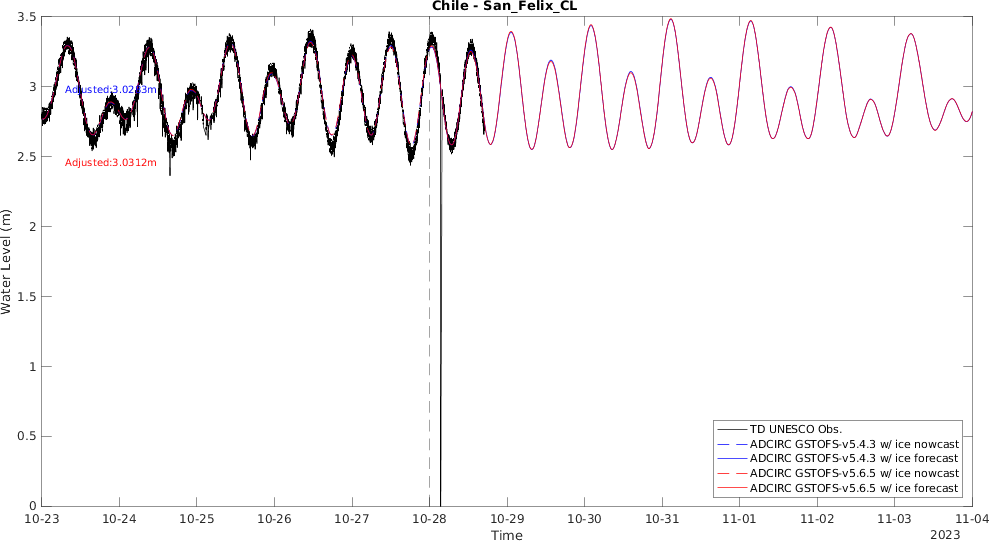 Chile - San_Felix_CL
3.5
3
2.5
2
1.5
1
0.5
0
Water Level (m)
Adjusted:3.0283m
Adjusted:3.0312m
TD UNESCO Obs.
ADCIRC GSTOFS-v5.4.3 w/ ice nowcast
ADCIRC GSTOFS-v5.4.3 w/ ice forecast
ADCIRC GSTOFS-v5.6.5 w/ ice nowcast
ADCIRC GSTOFS-v5.6.5 w/ ice forecast
10-23 10-24 10-25 10-26 10-27 10-28 10-29 10-30 10-31 11-01 11-02 11-03 11-04
Time
2023